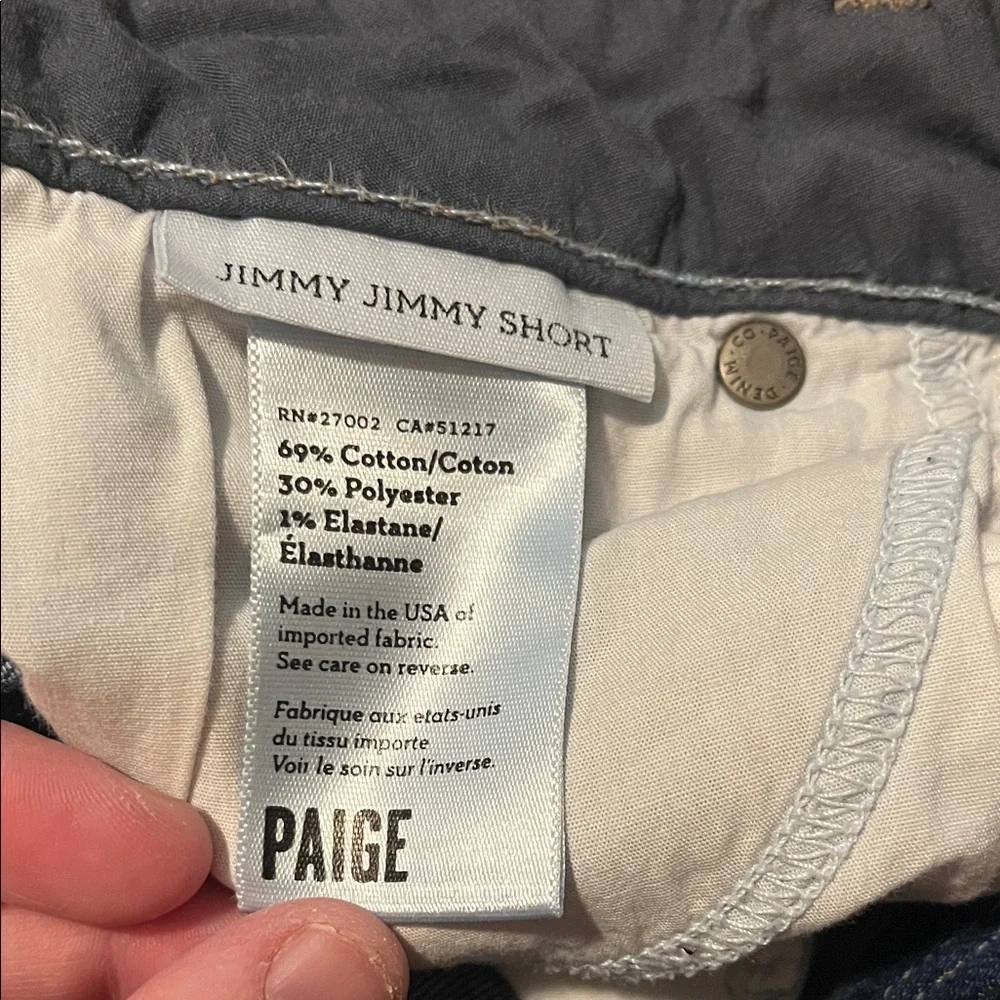 JIMMY JIMMY SHORT
CO · PAIGE · DENIM ·
RN#27002 CA#51217
69% Cotton/Coton
30% Polyester
1% Elastane/
Élasthanne
Made in the USA of
imported fabric.
See care on reverse.
Fabrique aux etats-unis
du tissu importe
Voir le soin sur l'inverse.
PAIGE